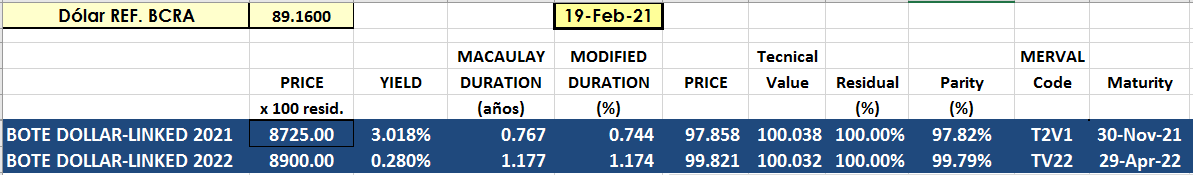 Dólar REF. BCRA 89.1600 19-Feb-21
MACAULAY MODIFIED Tecnical MERVAL
PRICE YIELD DURATION DURATION PRICE Value Residual Parity Code Maturity
x 100 resid. (años) (%) (%) (%)
BOTE DOLLAR-LINKED 2021 8725.00 3.018% 0.767 0.744 97.858 100.038 100.00% 97.82% T2V1 30-Nov-21
BOTE DOLLAR-LINKED 2022 8900.00 0.280% 1.177 1.174 99.821 100.032 100.00% 99.79% TV22 29-Apr-22